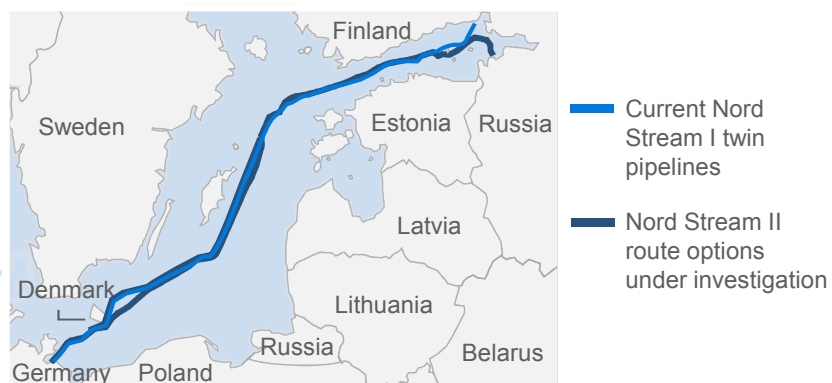 Finland
Sweden
Estonia
Russia
Latvia
Denmark
Lithuania
Russia
Belarus
Germany
Poland
Current Nord
Stream I twin
pipelines
Nord Stream II
route options
under investigation